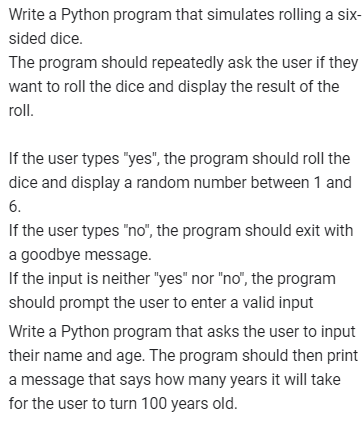 Write a Python program that simulates rolling a six-
sided dice.
The program should repeatedly ask the user if they
want to roll the dice and display the result of the
roll.
If the user types "yes", the program should roll the
dice and display a random number between 1 and
6.
If the user types "no", the program should exit with
a goodbye message.
If the input is neither "yes" nor "no", the program
should prompt the user to enter a valid input
Write a Python program that asks the user to input
their name and age. The program should then print
a message that says how many years it will take
for the user to turn 100 years old.